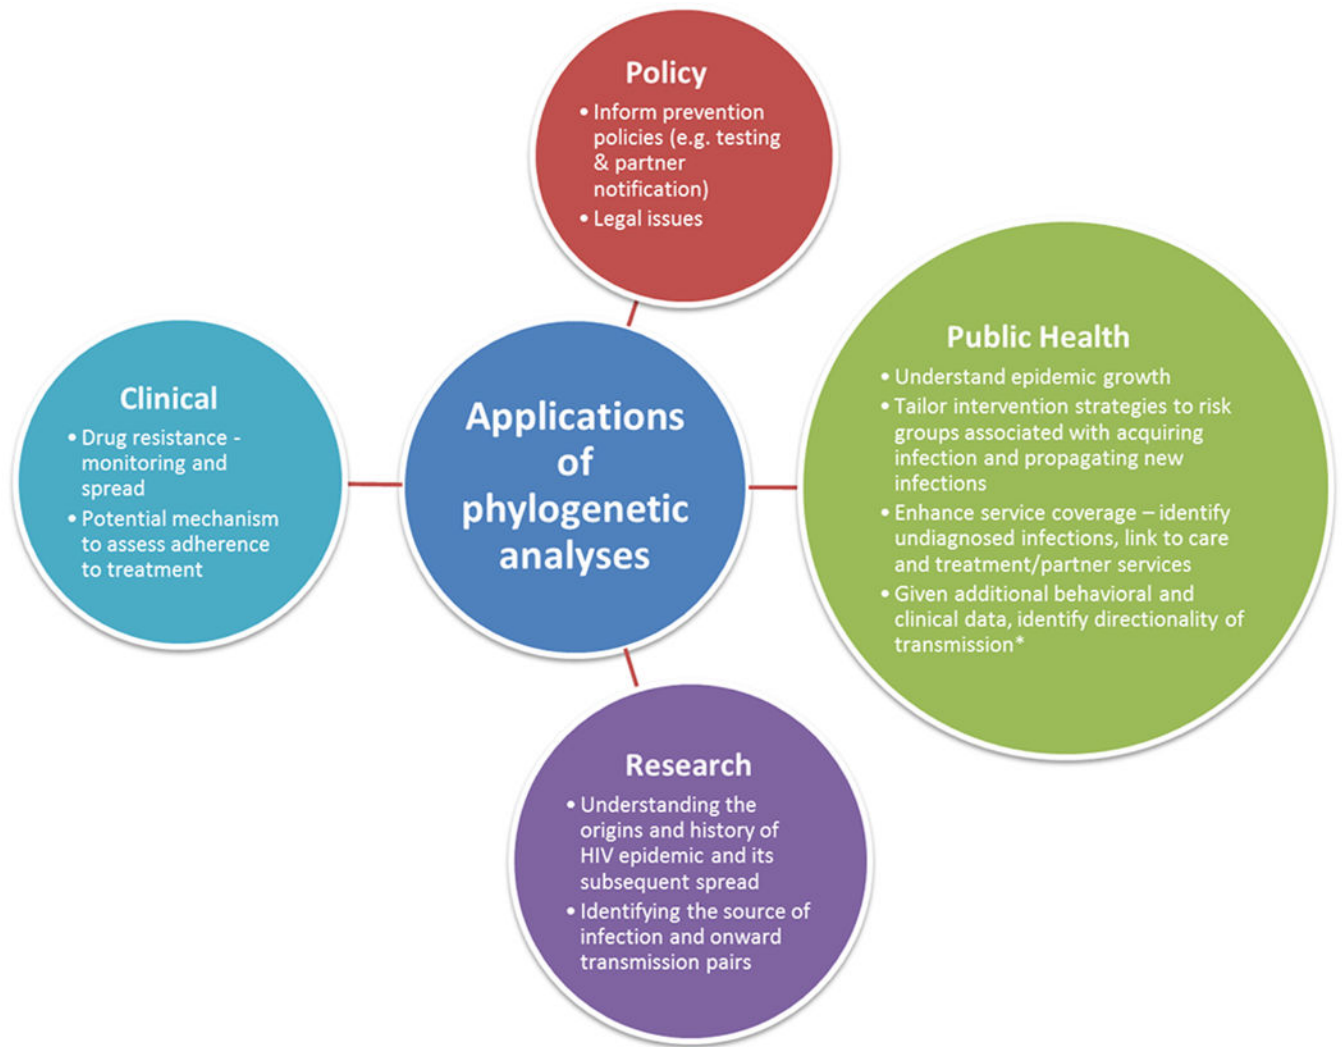 Policy
• Inform prevention
policies (e.g. testing
& partner
notification)
• Legal issues
Clinical
• Drug resistance -
monitoring and
spread
• Potential mechanism
to assess adherence
to treatment
Applications
of
phylogenetic
analyses
Public Health
• Understand epidemic growth
• Tailor intervention strategies to risk
groups associated with acquiring
infection and propagating new
infections
• Enhance service coverage – identify
undiagnosed infections, link to care
and treatment/partner services
• Given additional behavioral and
clinical data, identify directionality of
transmission*
Research
• Understanding the
origins and history of
HIV epidemic and its
subsequent spread
• Identifying the source of
infection and onward
transmission pairs